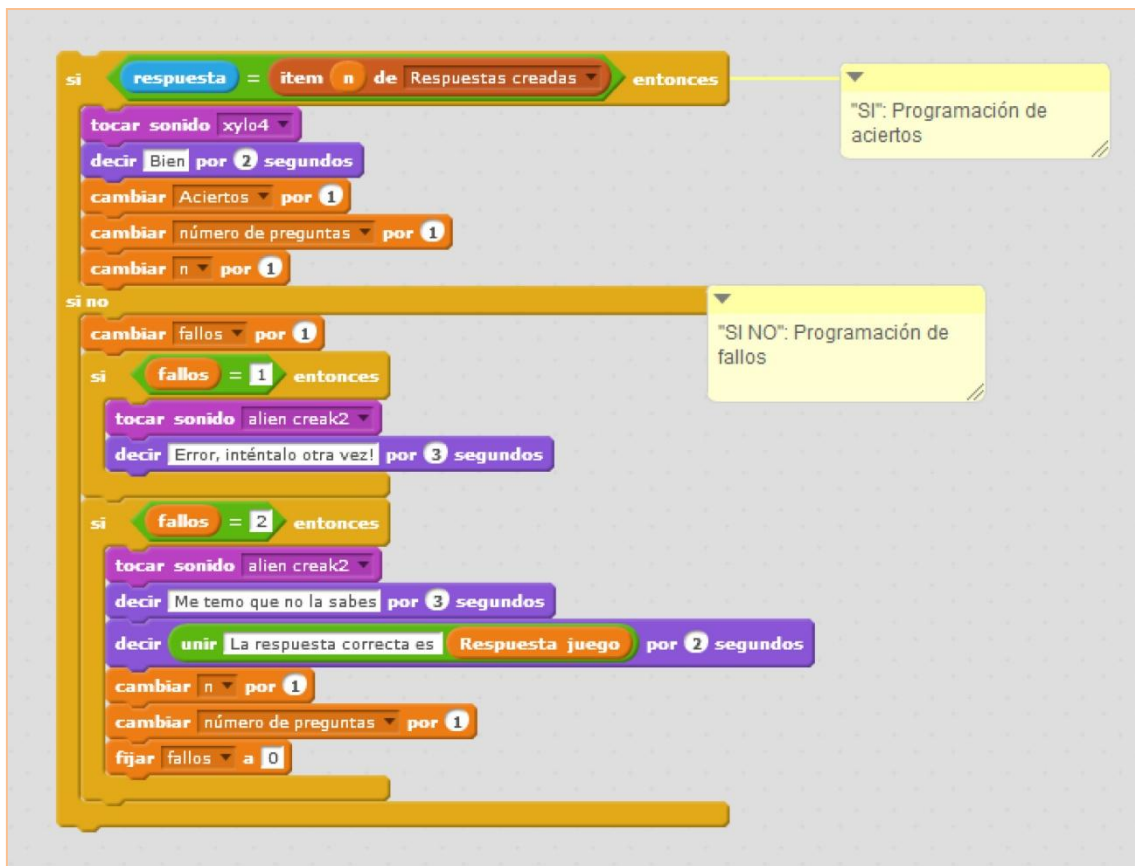 si respuesta = item n de Respuestas creadas entonces
"SI": Programación de
aciertos
tocar sonido xylo4
decir Bien por 2 segundos
cambiar Aciertos por 1
cambiar número de preguntas por 1
cambiar n por 1
si no
"SI NO": Programación de
fallos
cambiar fallos por 1
si fallos = 1 entonces
tocar sonido alien creak2
decir Error, inténtalo otra vez! por 3 segundos
si fallos = 2 entonces
tocar sonido alien creak2
decir Me temo que no la sabes por 3 segundos
decir unir La respuesta correcta es Respuesta juego por 2 segundos
cambiar n por 1
cambiar número de preguntas por 1
fijar fallos a 0